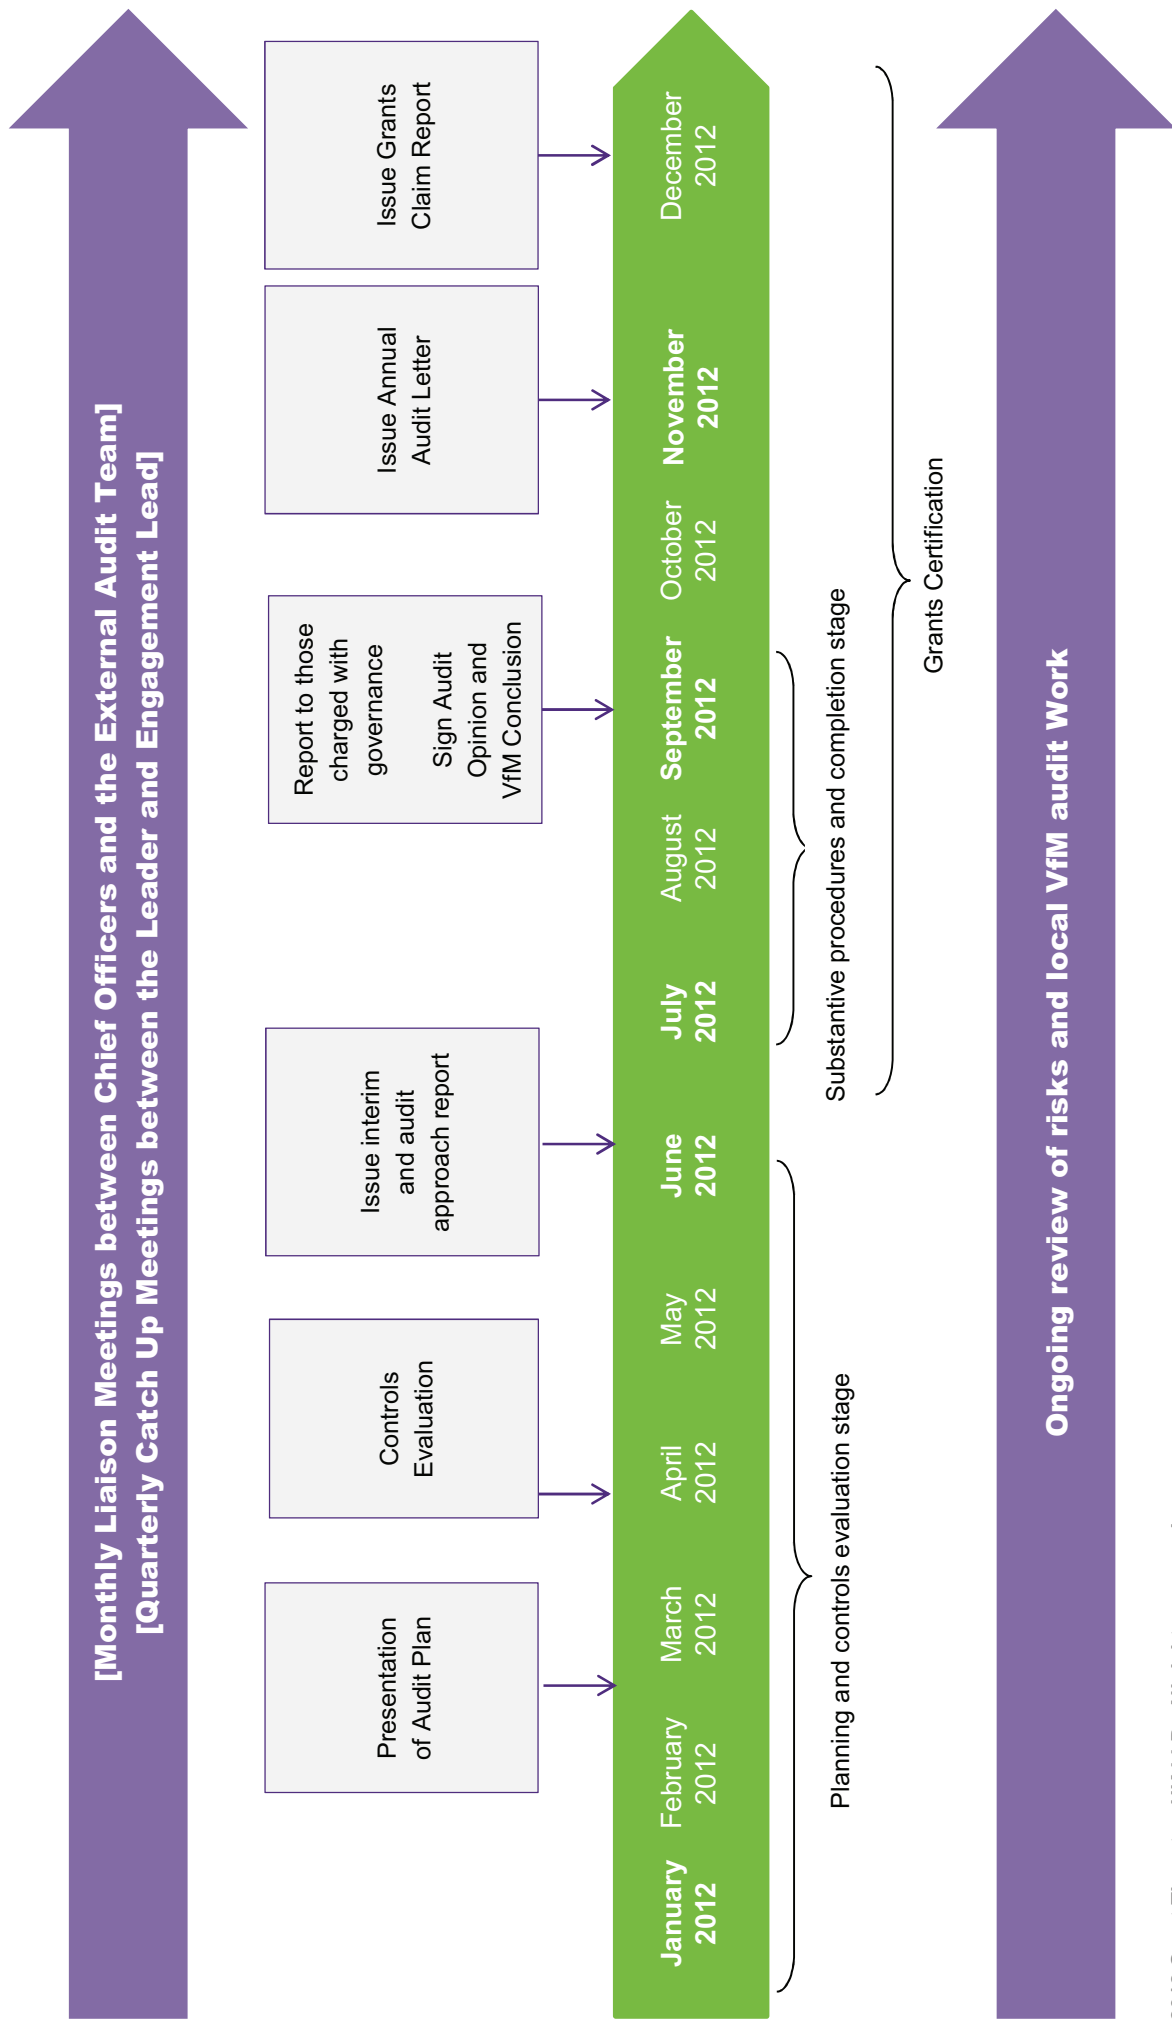 [Monthly Liaison Meetings between Chief Officers and the External Audit Team]
[Quarterly Catch Up Meetings between the Leader and Engagement Lead]
Presentation
of Audit Plan
Controls
Evaluation
Issue interim
and audit
approach report
Report to those
charged with
governance
Sign Audit
Opinion and
VfM Conclusion
Issue Annual
Audit Letter
Issue Grants
Claim Report
January
2012
February
2012
March
2012
April
2012
May
2012
June
2012
July
2012
August
2012
September
2012
October
2012
November
2012
December
2012
Planning and controls evaluation stage
Substantive procedures and completion stage
Grants Certification
Ongoing review of risks and local VfM audit Work